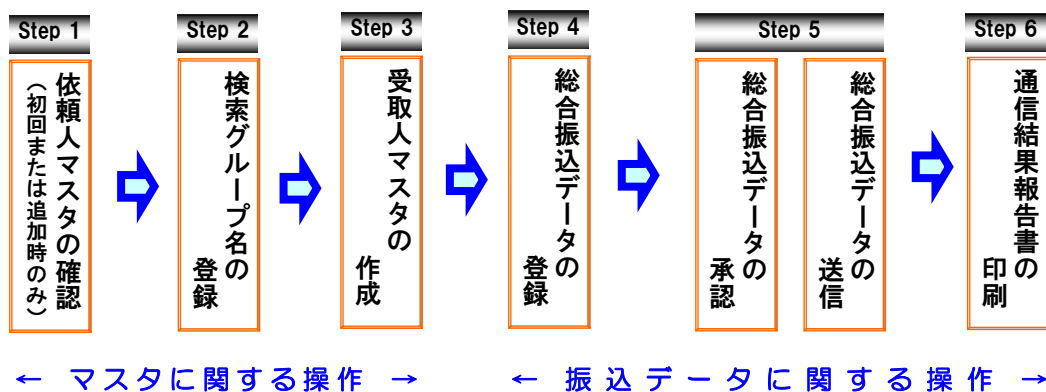 Step 1
依頼人マスタの確認
（初回または追加時のみ）
Step 2
検索グループ名の
登録
Step 3
受取人マスタの
作成
Step 4
総合振込データの
登録
Step 5
総合振込データの
承認
総合振込データの
送信
Step 6
通信結果報告書の
印刷
← マスタに関する操作 →
← 振込データに関する操作 →